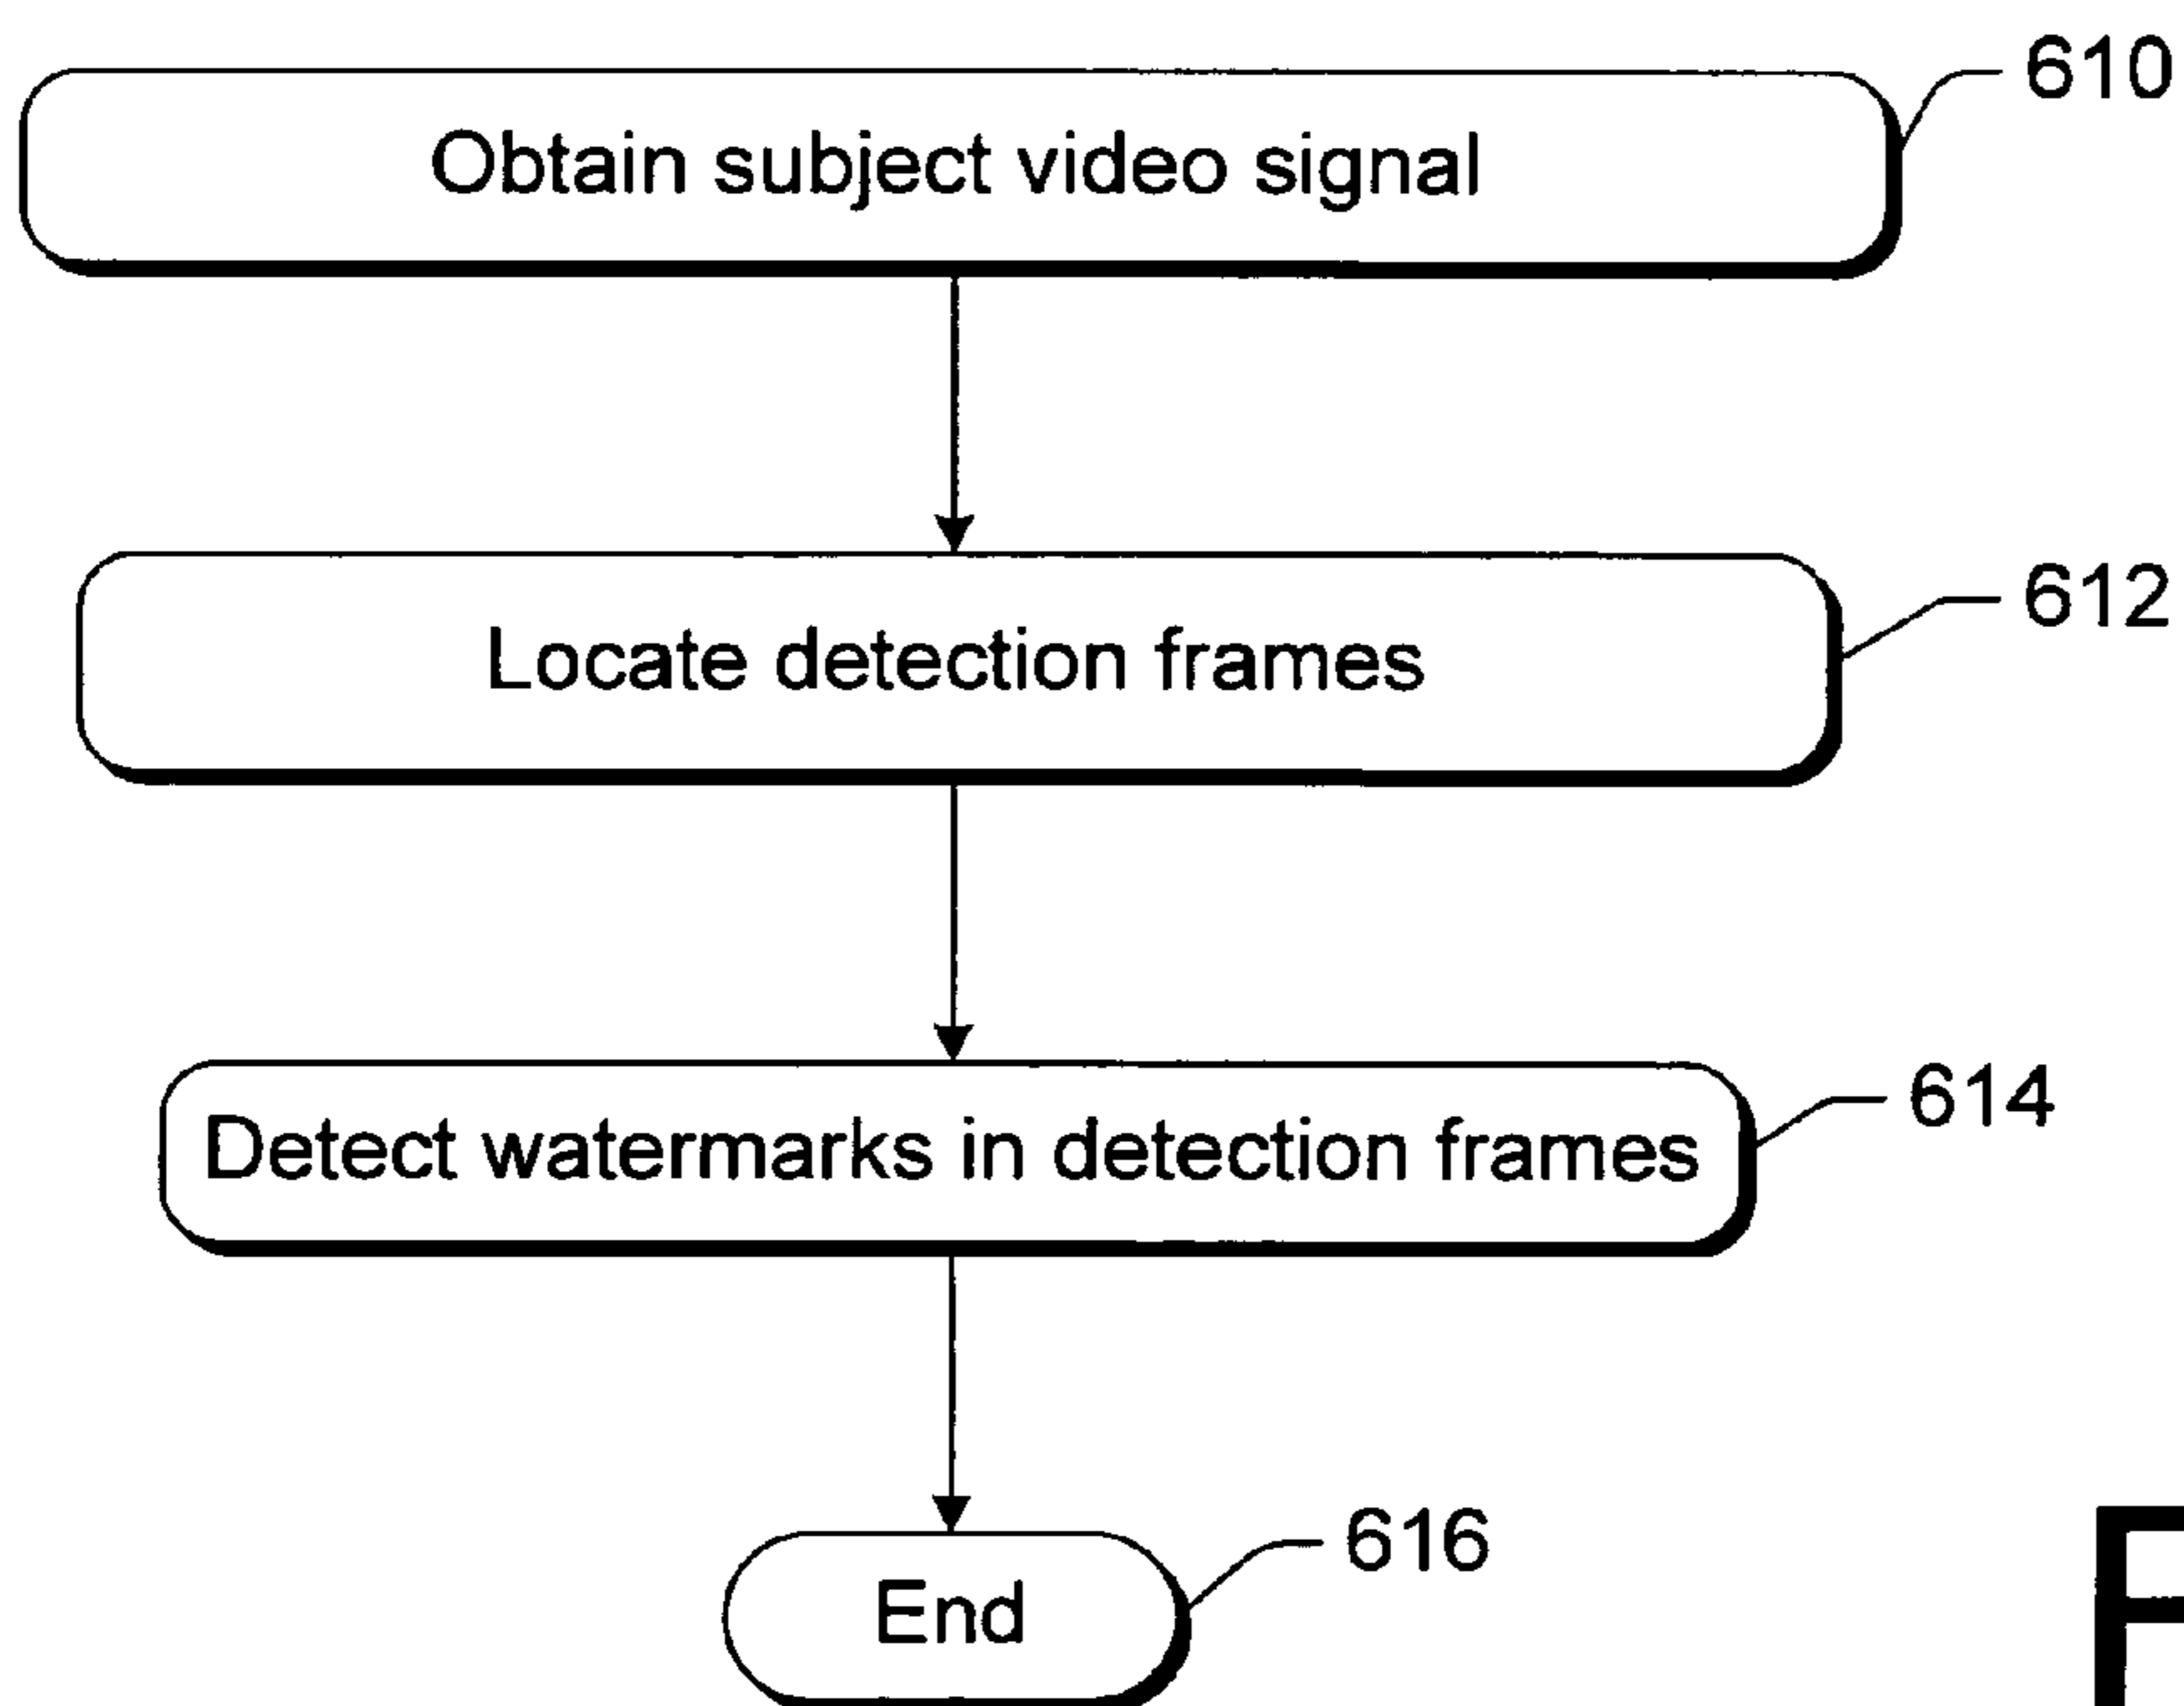 610
Obtain subject video signal
612
Locate detection frames
614
Detect watermarks in detection frames
616
End